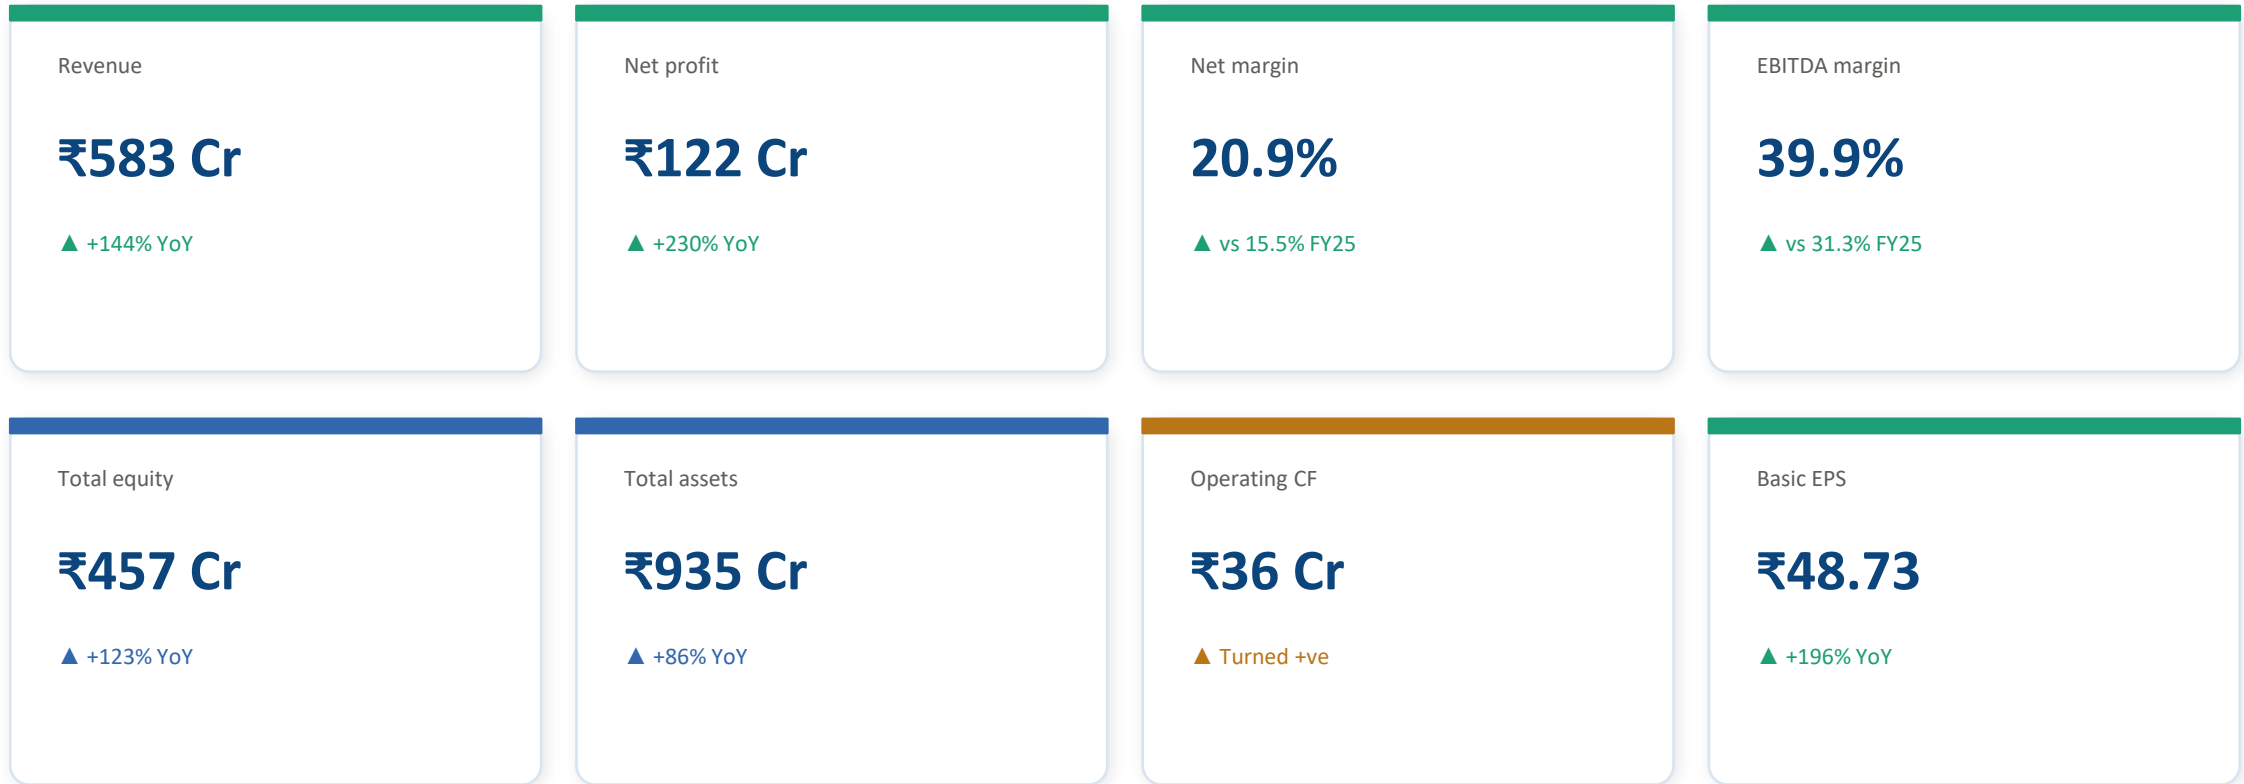 Revenue
₹583 Cr
▲ +144% YoY
Net profit
₹122 Cr
▲ +230% YoY
Net margin
20.9%
▲ vs 15.5% FY25
EBITDA margin
39.9%
▲ vs 31.3% FY25
Total equity
₹457 Cr
▲ +123% YoY
Total assets
₹935 Cr
▲ +86% YoY
Operating CF
₹36 Cr
▲ Turned +ve
Basic EPS
₹48.73
▲ +196% YoY